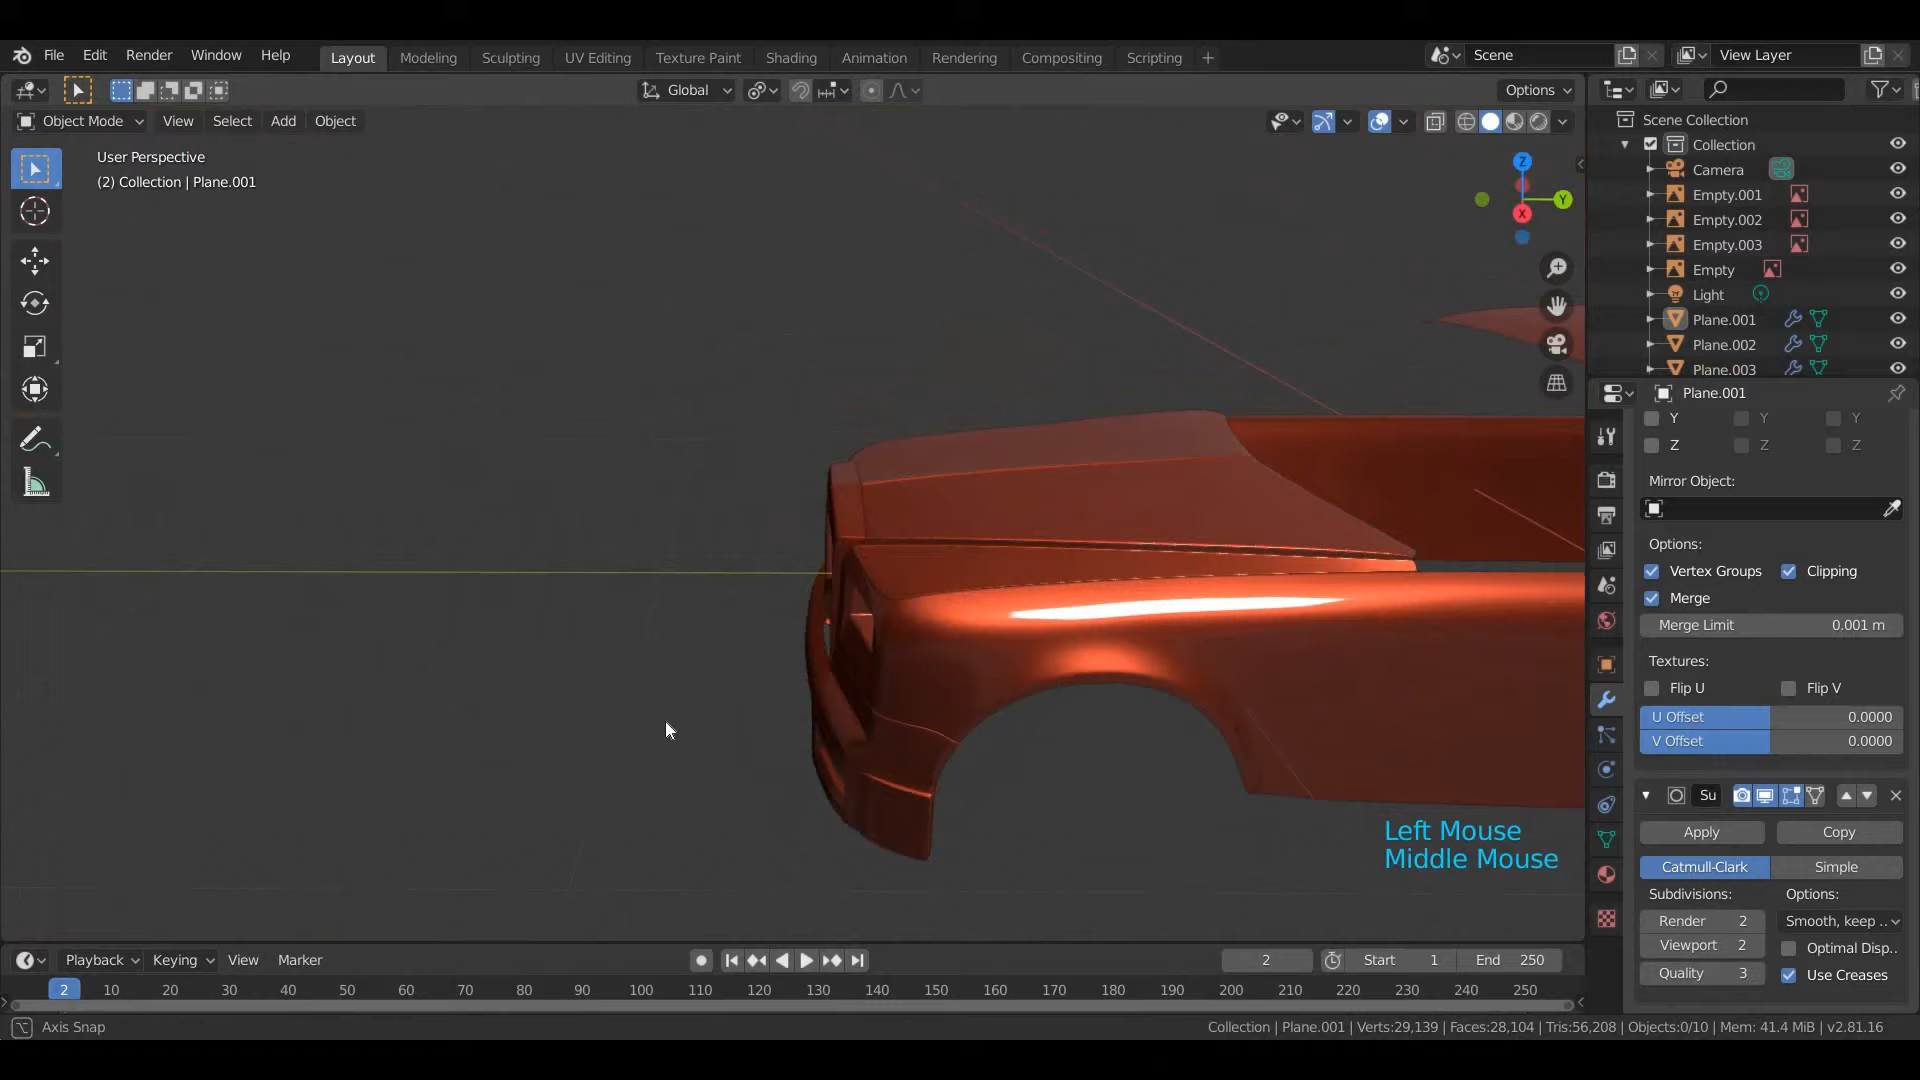 File Edit Render Window Help Layout Modeling Sculpting UV Editing Texture Paint Shading Animation Rendering Compositing Scripting + Scene View Layer
Global Options
Object Mode View Select Add Object
User Perspective
(2) Collection | Plane.001
Z
Y
X
Scene Collection
Collection
Camera
Empty.001
Empty.002
Empty.003
Empty
Light
Plane.001
Plane.002
Plane.003
Plane.001
Y Y Y
Z Z Z
Mirror Object:
Options:
Vertex Groups Clipping
Merge
Merge Limit 0.001 m
Textures:
Flip U Flip V
U Offset 0.0000
V Offset 0.0000
Su
Apply Copy
Catmull-Clark Simple
Subdivisions: Options:
Render 2 Smooth, keep ..
Viewport 2 Optimal Disp..
Quality 3 Use Creases
Left Mouse
Middle Mouse
Playback Keying View Marker 2 Start 1 End 250
2 10 20 30 40 50 60 70 80 90 100 110 120 130 140 150 160 170 180 190 200 210 220 230 240 250
Axis Snap Collection | Plane.001 | Verts:29,139 | Faces:28,104 | Tris:56,208 | Objects:0/10 | Mem: 41.4 MiB | v2.81.16